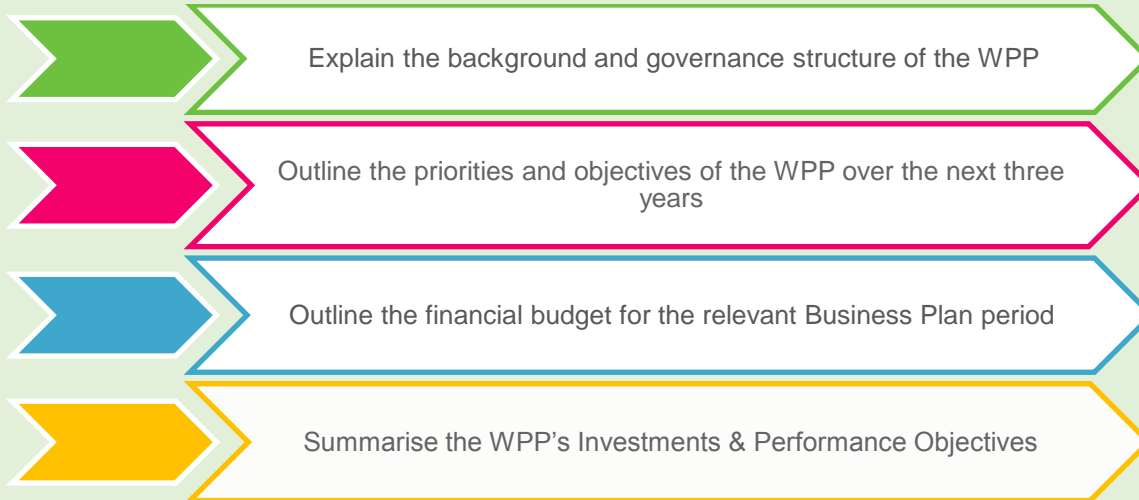 Explain the background and governance structure of the WPP
Outline the priorities and objectives of the WPP over the next three
years
Outline the financial budget for the relevant Business Plan period
Summarise the WPP’s Investments & Performance Objectives